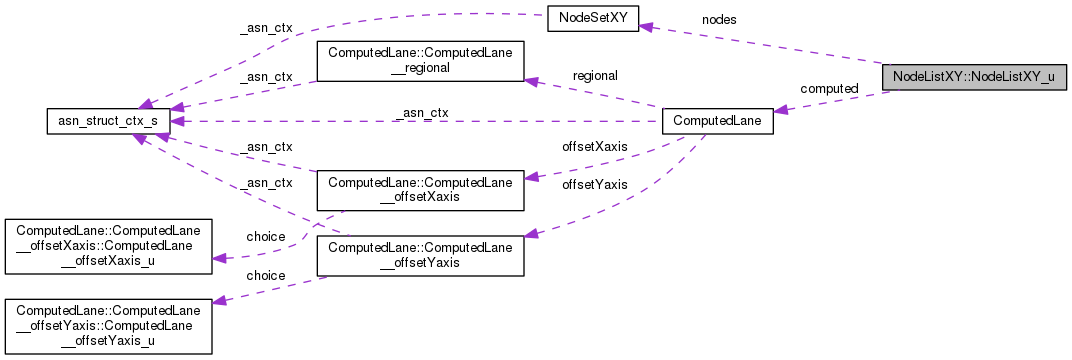 NodeSetXY
nodes
_asn_ctx
ComputedLane::ComputedLane
__regional
_asn_ctx
regional
NodeListXY::NodeListXY_u
computed
asn_struct_ctx_s
_asn_ctx
ComputedLane
_asn_ctx
offsetXaxis
ComputedLane::ComputedLane
__offsetXaxis
_asn_ctx
offsetYaxis
ComputedLane::ComputedLane
__offsetXaxis::ComputedLane
__offsetXaxis_u
choice
ComputedLane::ComputedLane
__offsetYaxis
choice
ComputedLane::ComputedLane
__offsetYaxis::ComputedLane
__offsetYaxis_u